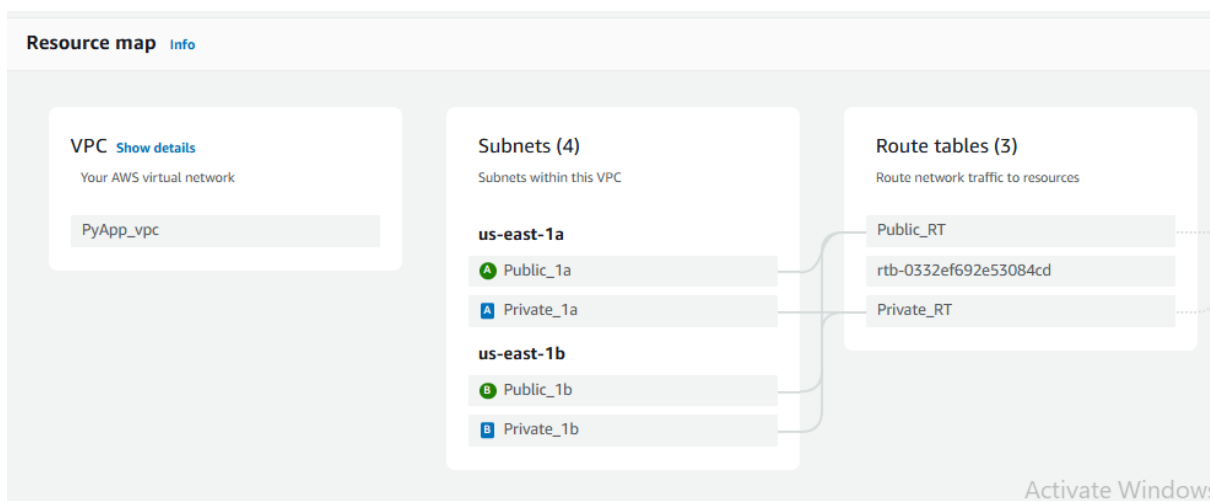 Resource map Info
VPC Show details
Your AWS virtual network
PyApp_vpc
Subnets (4)
Subnets within this VPC
us-east-1a
A Public_1a
A Private_1a
us-east-1b
B Public_1b
B Private_1b
Route tables (3)
Route network traffic to resources
Public_RT
rtb-0332ef692e53084cd
Private_RT
Activate Windows